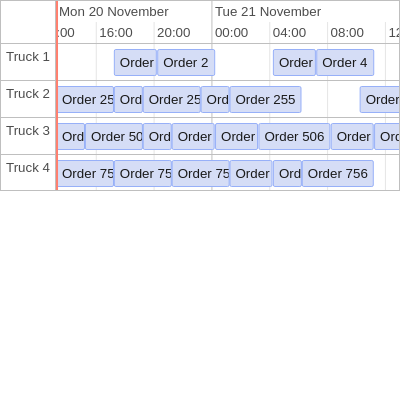 Mon 20 November Tue 21 November
:00 16:00 20:00 00:00 04:00 08:00 12
Truck 1 Order Order 2 Order Order 4
Truck 2 Order 25 Ord Order 25 Ord Order 255 Order
Truck 3 Ord Order 50 Ord Order Order Order 506 Order Ord
Truck 4 Order 75 Order 75 Order 75 Order Ord Order 756